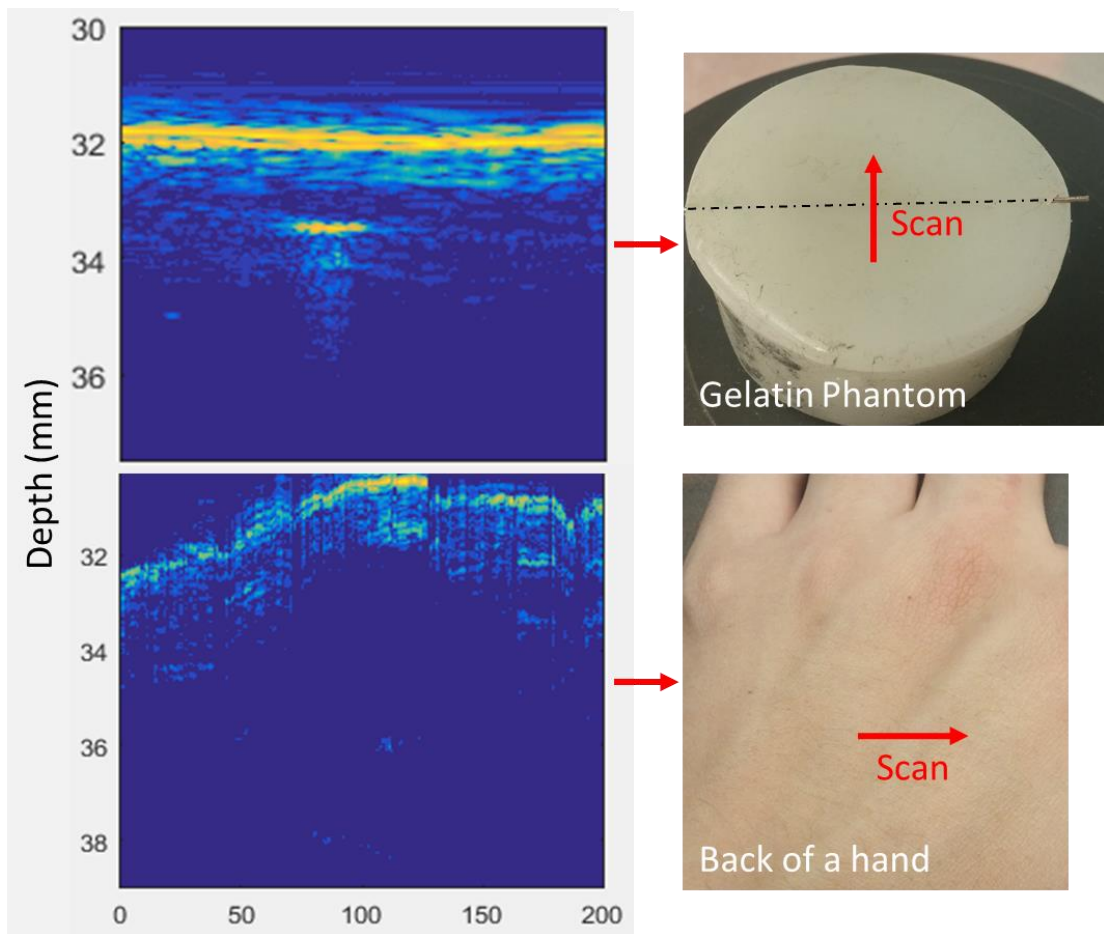 30
32
34
36
Depth (mm)
32
34
36
38
0 50 100 150 200
Scan
Gelatin Phantom
Scan
Back of a hand